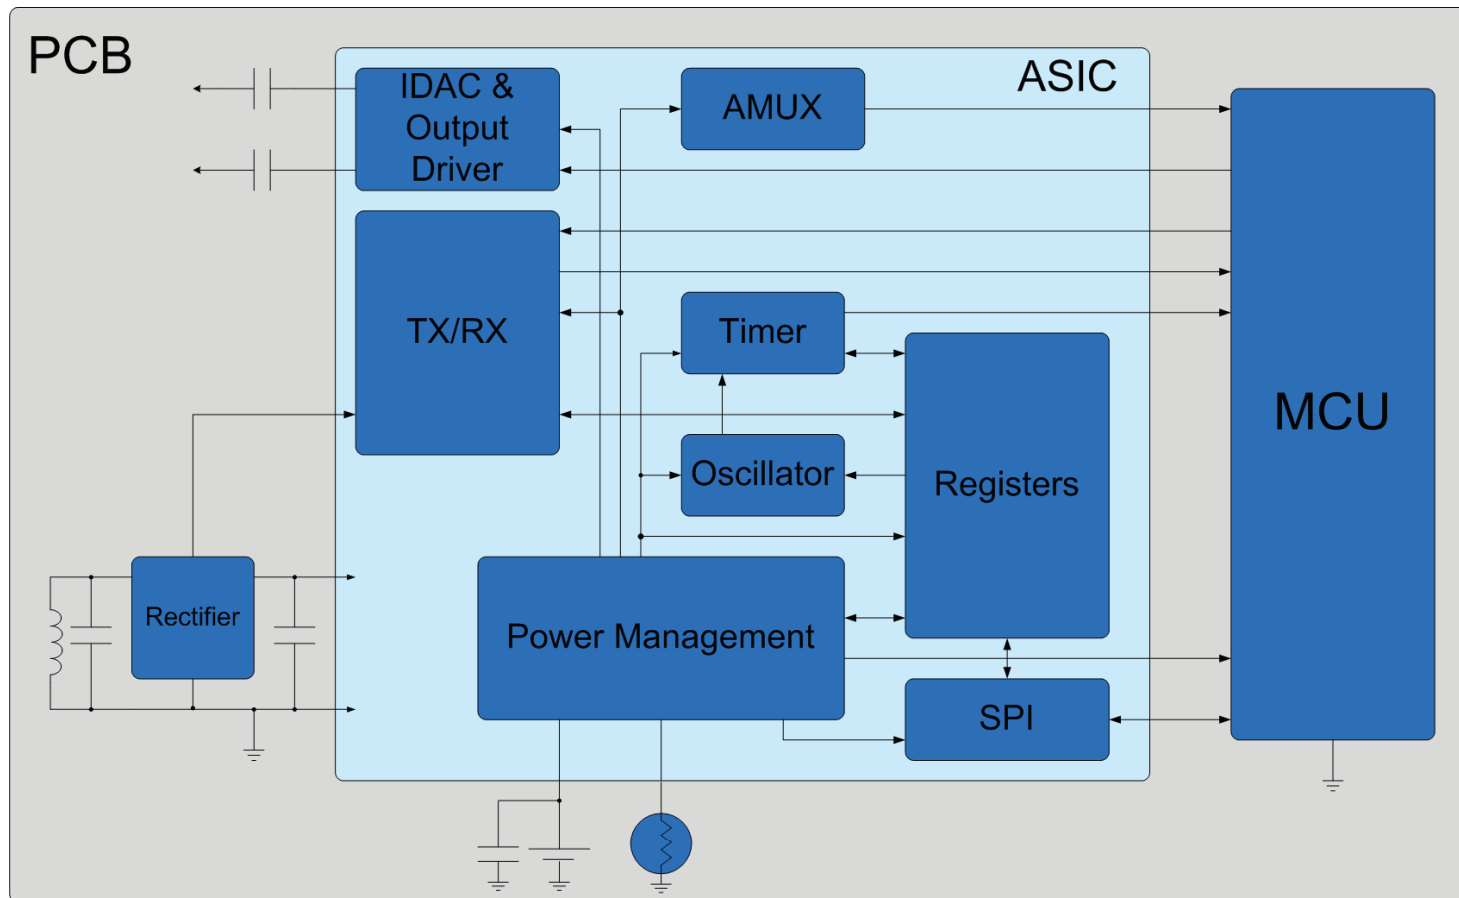 PCB
ASIC
IDAC &
Output
Driver
AMUX
TX/RX
Timer
MCU
Oscillator
Registers
Rectifier
Power Management
SPI